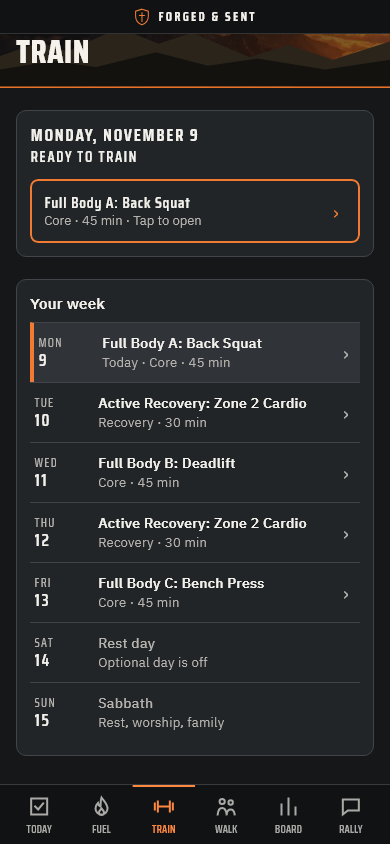 FORGED & SENT
TRAIN
MONDAY, NOVEMBER 9
READY TO TRAIN
Full Body A: Back Squat
Core · 45 min · Tap to open
Your week
MON
9
Full Body A: Back Squat
Today · Core · 45 min
TUE
10
Active Recovery: Zone 2 Cardio
Recovery · 30 min
WED
11
Full Body B: Deadlift
Core · 45 min
THU
12
Active Recovery: Zone 2 Cardio
Recovery · 30 min
FRI
13
Full Body C: Bench Press
Core · 45 min
SAT
14
Rest day
Optional day is off
SUN
15
Sabbath
Rest, worship, family
TODAY FUEL TRAIN WALK BOARD RALLY